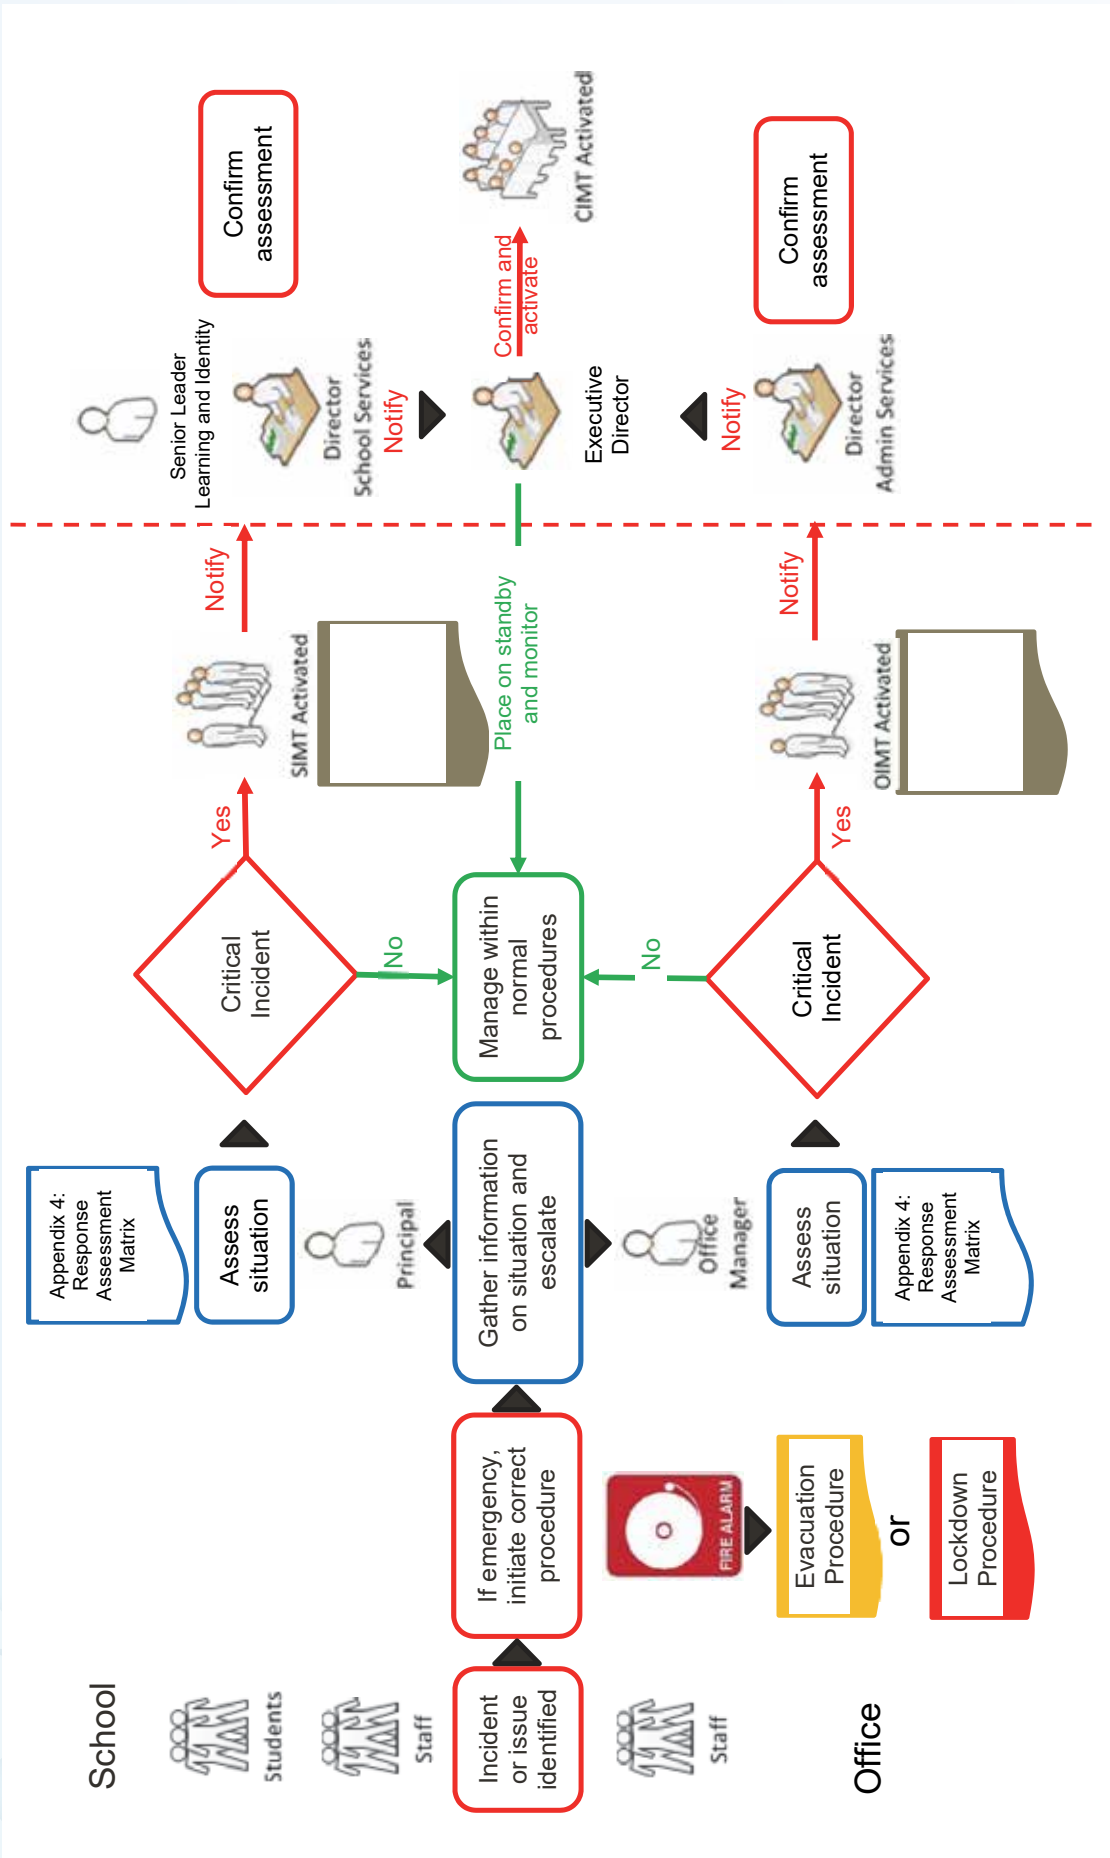 School
Students
Staff
Incident
or issue
identified
Staff
Office
If emergency,
initiate correct
procedure
FIRE ALARM
Evacuation
Procedure
or
Lockdown
Procedure
Appendix 4:
Response
Assessment
Matrix
Assess
situation
Principal
Gather information
on situation and
escalate
Office
Manager
Assess
situation
Appendix 4:
Response
Assessment
Matrix
Critical
Incident
Yes
No
Manage within
normal
procedures
No
Critical
Incident
Yes
SIMT Activated
Notify
Place on standby
and monitor
OIMT Activated
Notify
Senior Leader
Learning and Identity
Director
School Services
Notify
Executive
Director
Notify
Director
Admin Services
Confirm
assessment
Confirm and
activate
CIMT Activated
Confirm
assessment